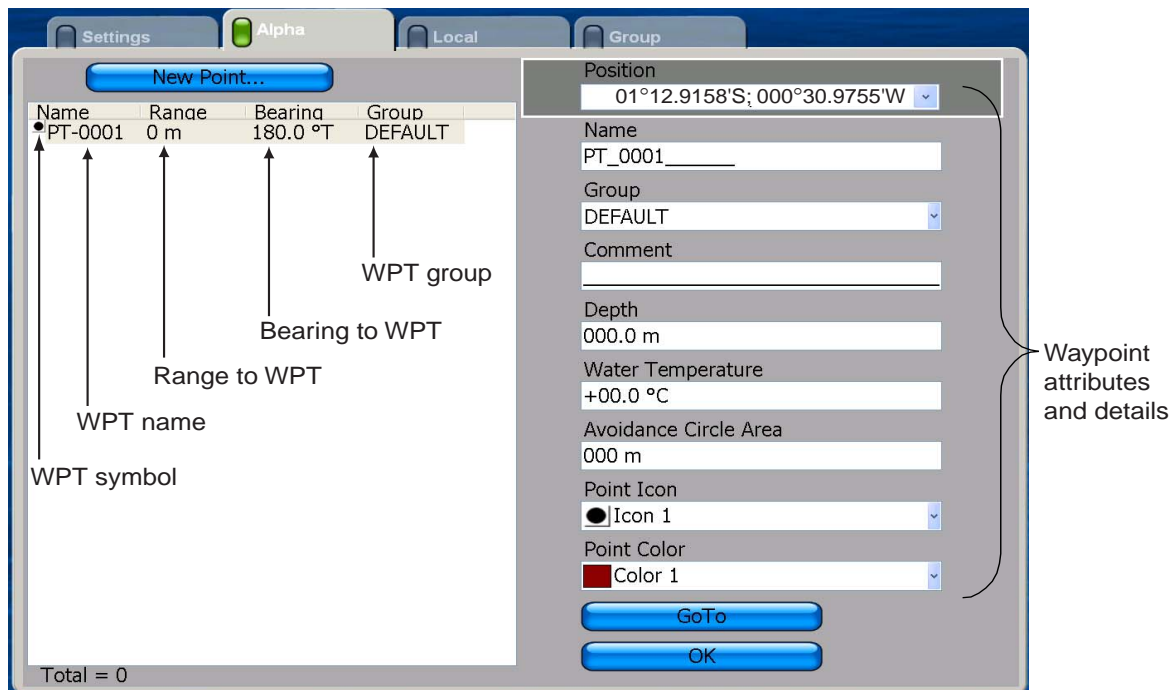 Settings
Alpha
Local
Group
New Point...
Name Range Bearing Group
PT-0001 0 m 180.0 °T DEFAULT
WPT group
Bearing to WPT
Range to WPT
WPT name
WPT symbol
Total = 0
Position
01°12.9158'S; 000°30.9755'W
Name
PT_0001______
Group
DEFAULT
Comment
Depth
000.0 m
Water Temperature
+00.0 °C
Avoidance Circle Area
000 m
Point Icon
Icon 1
Point Color
Color 1
GoTo
OK
Waypoint
attributes
and details